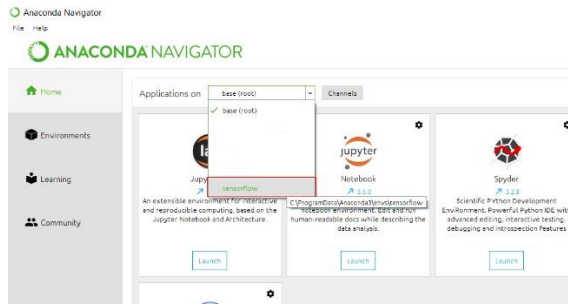 Anaconda Navigator
File Help
ANACONDA NAVIGATOR
Home
Environments
Learning
Community
Applications on
base (root)
Channels
base (root)
tensorflow
C:\ProgramData\Anaconda3\envs\tensorflow
An extensible environment for interactive
and reproducible computing, based on the
Jupyter Notebook and Architecture.
Launch
jupyter
Notebook
5.5.0
notebook environment. Edit and run
human-readable docs while describing the
data analysis.
Launch
Spyder
3.2.8
Scientific PYthon Development
EnviRonment. Powerful Python IDE with
advanced editing, interactive testing,
debugging and introspection features
Launch